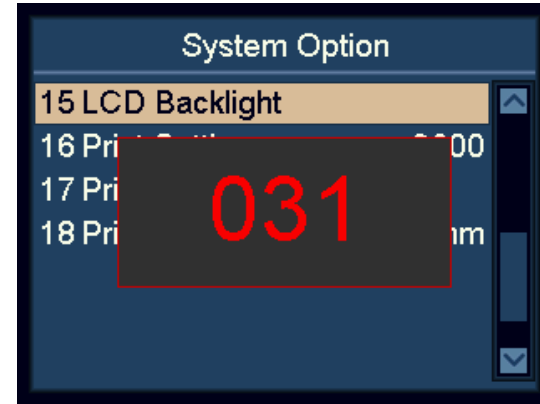 System Option
15 LCD Backlight
16 Pri 00
17 Pri
031
18 Pri mm